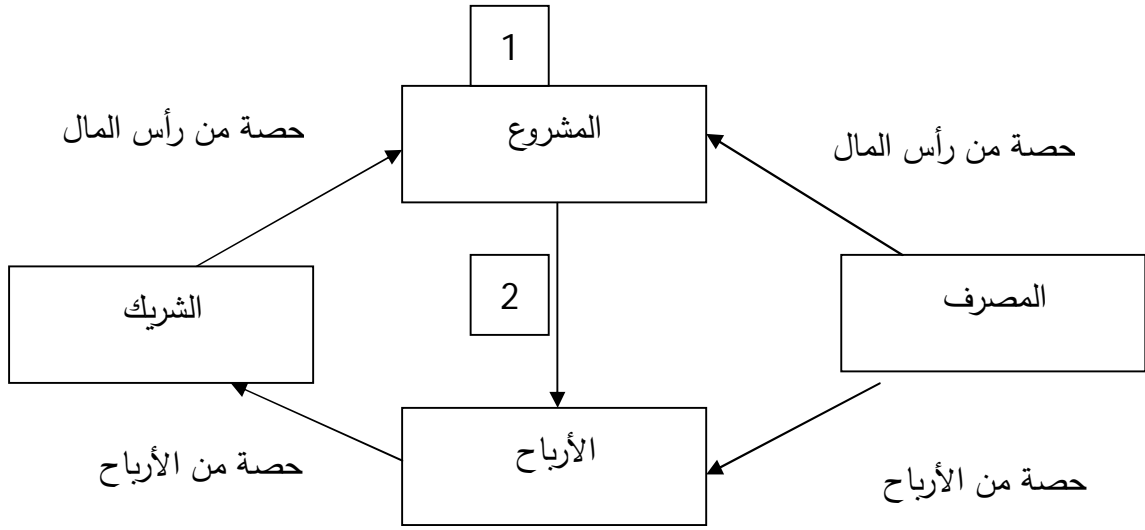 1
المشروع
حصة من رأس المال
حصة من رأس المال
المصرف
2
الشريك
الأرباح
حصة من الأرباح
حصة من الأرباح